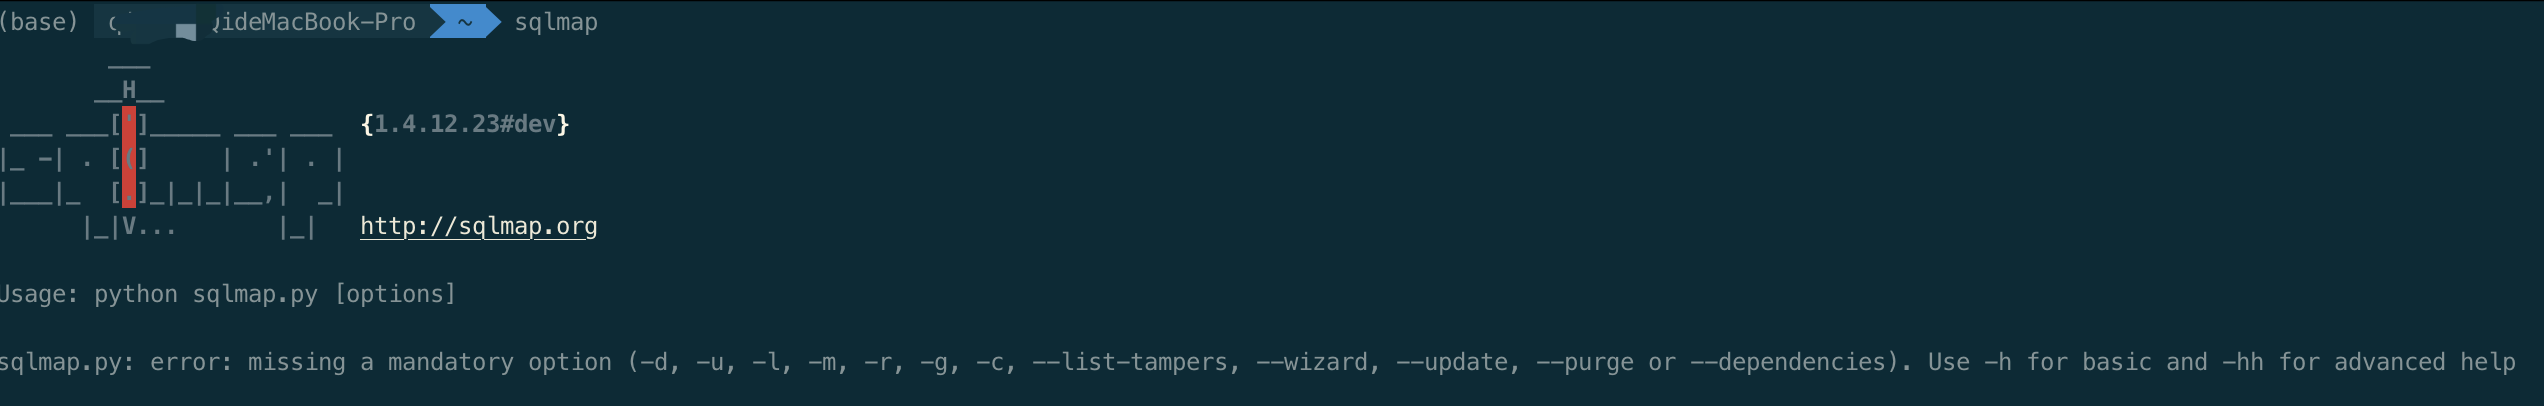 (base) ideMacBook-Pro ~ sqlmap
        ___
       __H__
 ___ ___[']_____ ___ ___  {1.4.12.23#dev}
|_ -| . [(]     | .'| . |
|___|_  [.]_|_|_|__,|  _|
      |_|V...       |_|   http://sqlmap.org
Usage: python sqlmap.py [options]
sqlmap.py: error: missing a mandatory option (-d, -u, -l, -m, -r, -g, -c, --list-tampers, --wizard, --update, --purge or --dependencies). Use -h for basic and -hh for advanced help